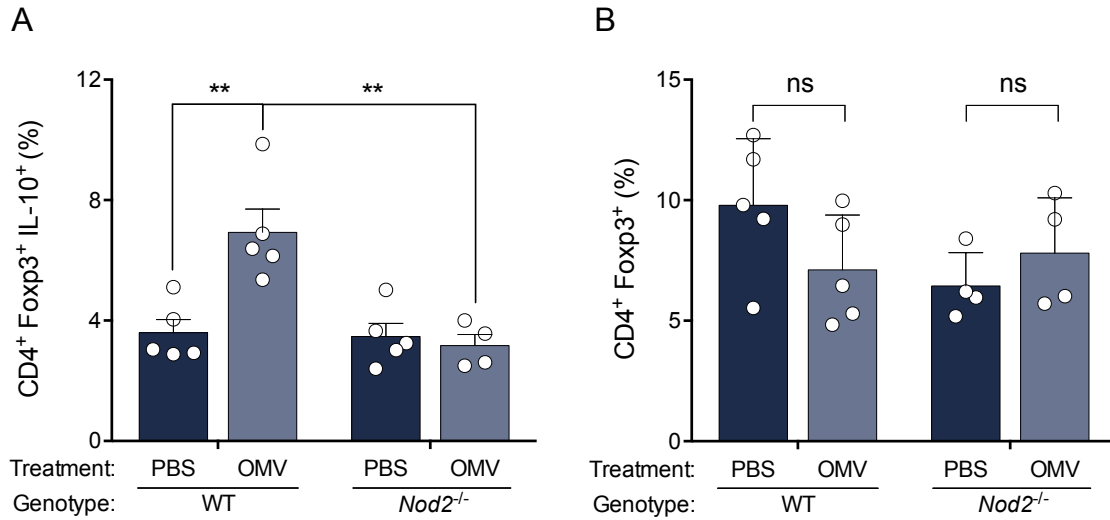 A
CD4⁺ Foxp3⁺ IL-10⁺ (%)
12
8
4
0
**
**
Treatment: PBS OMV PBS OMV
Genotype: WT Nod2⁻/⁻
B
CD4⁺ Foxp3⁺ (%)
15
10
5
0
ns
ns
Treatment: PBS OMV PBS OMV
Genotype: WT Nod2⁻/⁻